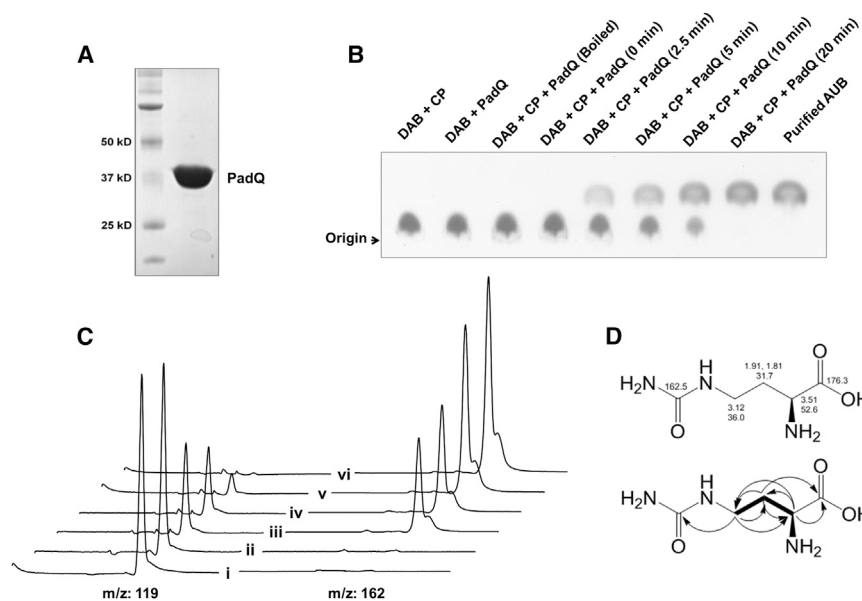 A
50 kD
37 kD
25 kD
PadQ
B
DAB + CP
DAB + PadQ
DAB + CP + PadQ (Boiled)
DAB + CP + PadQ (0 min)
DAB + CP + PadQ (2.5 min)
DAB + CP + PadQ (5 min)
DAB + CP + PadQ (10 min)
DAB + CP + PadQ (20 min)
Purified AUB
Origin
C
vi
v
iv
iii
ii
i
m/z: 119
m/z: 162
D
O
H
1.91, 1.81
31.7
176.3
H₂N
162.5
N
OH
3.12
36.0
3.51
52.6
O
NH₂
O
H
H₂N
N
OH
O
NH₂